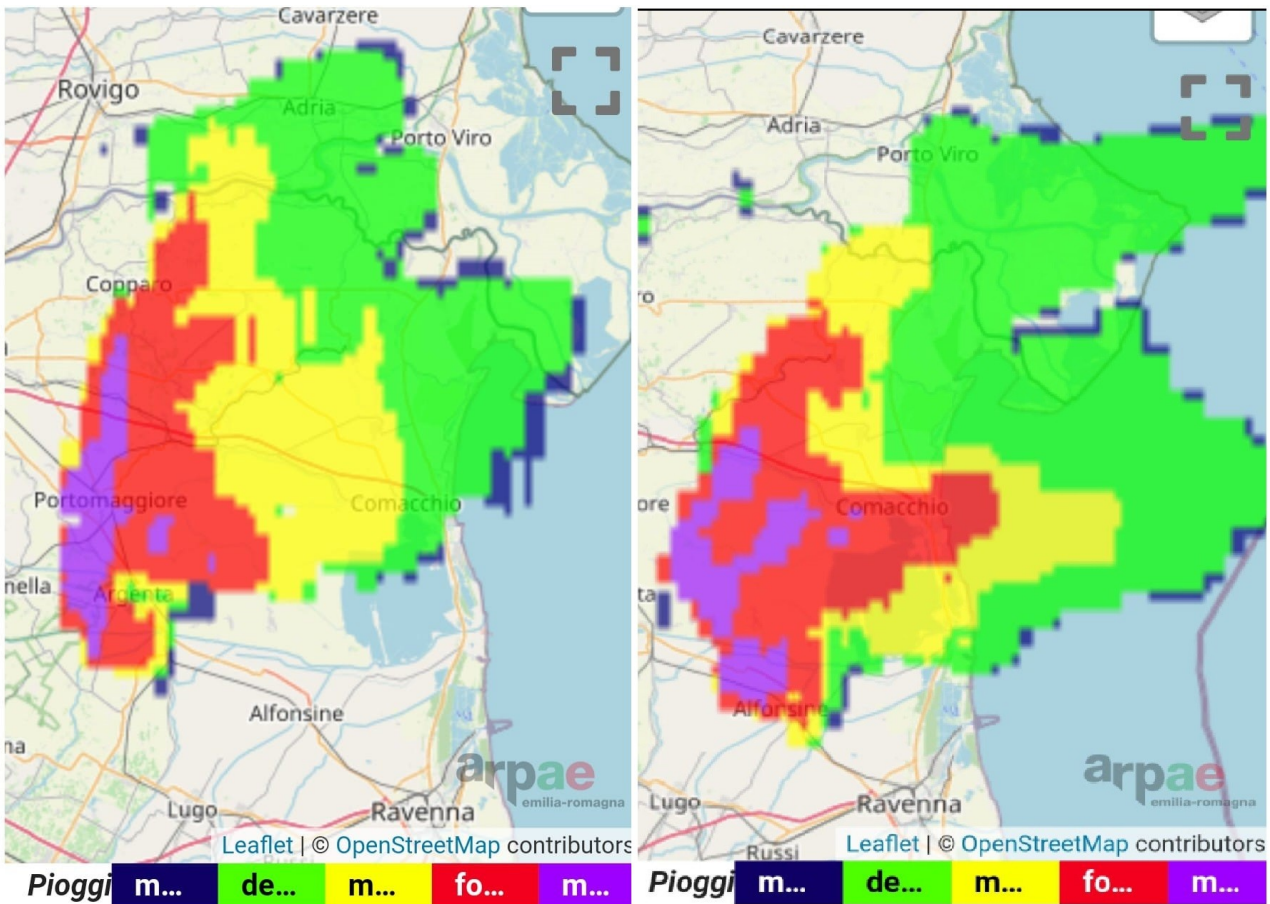 Cavarzere
Rovigo
Adria
Porto Viro
Copparo
Portomaggiore
Comacchio
nella
Argenta
Alfonsine
na
arpae
emilia-romagna
Lugo
Ravenna
Leaflet | © OpenStreetMap contributors
Pioggi m... de... m... fo... m...
Cavarzere
Adria
Porto Viro
ro
ore
Comacchio
ta
Alfonsine
arpae
emilia-romagna
Lugo
Ravenna
Leaflet | © OpenStreetMap contributors
Russi
Pioggi m... de... m... fo... m...